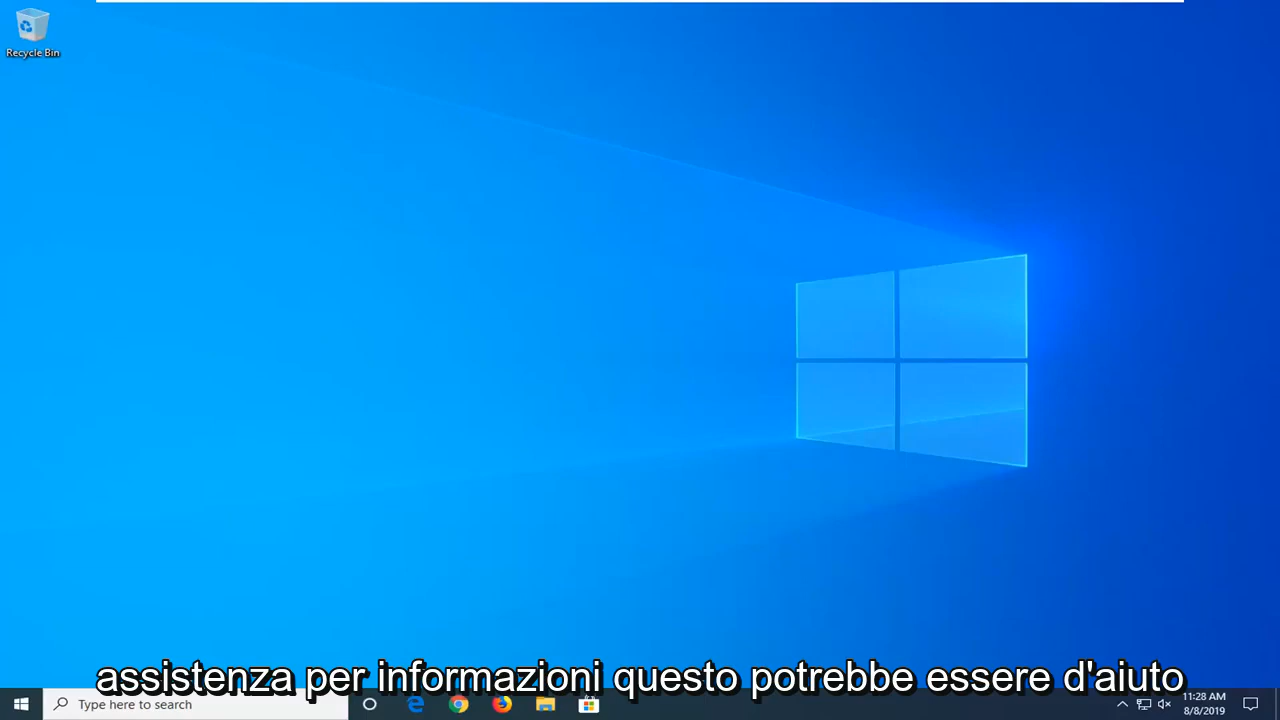 Recycle Bin
assistenza per informazioni questo potrebbe essere d'aiuto
Type here to search
11:28 AM
8/8/2019